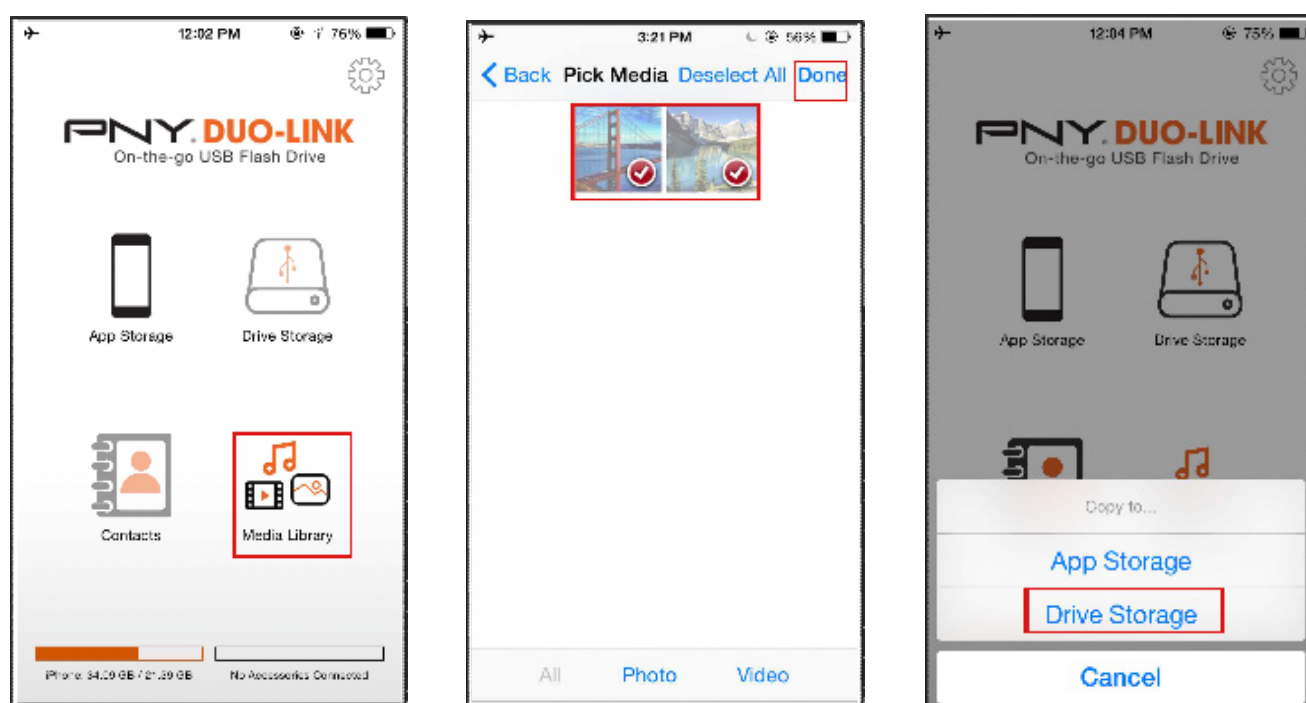 12:02 PM 76%
PNY. DUO-LINK
On-the-go USB Flash Drive
App Storage Drive Storage
Contacts Media Library
No Accessories Connected
3:21 PM 56%
Back Pick Media Deselect All Done
All Photo Video
12:04 PM 75%
PNY. DUO-LINK
On-the-go USB Flash Drive
App Storage Drive Storage
Copy to...
App Storage
Drive Storage
Cancel